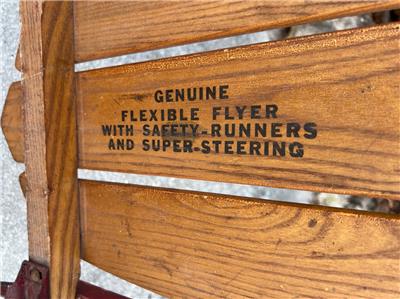 GENUINE
FLEXIBLE FLYER
WITH SAFETY-RUNNERS
AND SUPER-STEERING